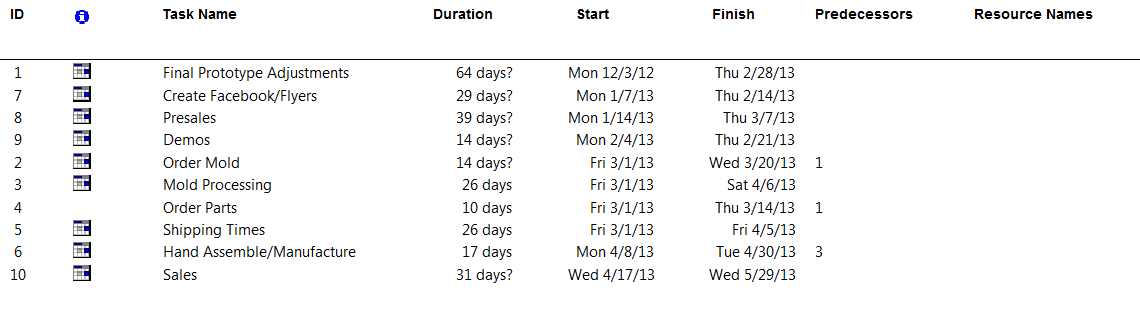 ID Task Name Duration Start Finish Predecessors Resource Names
1 Final Prototype Adjustments 64 days? Mon 12/3/12 Thu 2/28/13
7 Create Facebook/Flyers 29 days? Mon 1/7/13 Thu 2/14/13
8 Presales 39 days? Mon 1/14/13 Thu 3/7/13
9 Demos 14 days? Mon 2/4/13 Thu 2/21/13
2 Order Mold 14 days? Fri 3/1/13 Wed 3/20/13 1
3 Mold Processing 26 days Fri 3/1/13 Sat 4/6/13
4 Order Parts 10 days Fri 3/1/13 Thu 3/14/13 1
5 Shipping Times 26 days Fri 3/1/13 Fri 4/5/13
6 Hand Assemble/Manufacture 17 days Mon 4/8/13 Tue 4/30/13 3
10 Sales 31 days? Wed 4/17/13 Wed 5/29/13